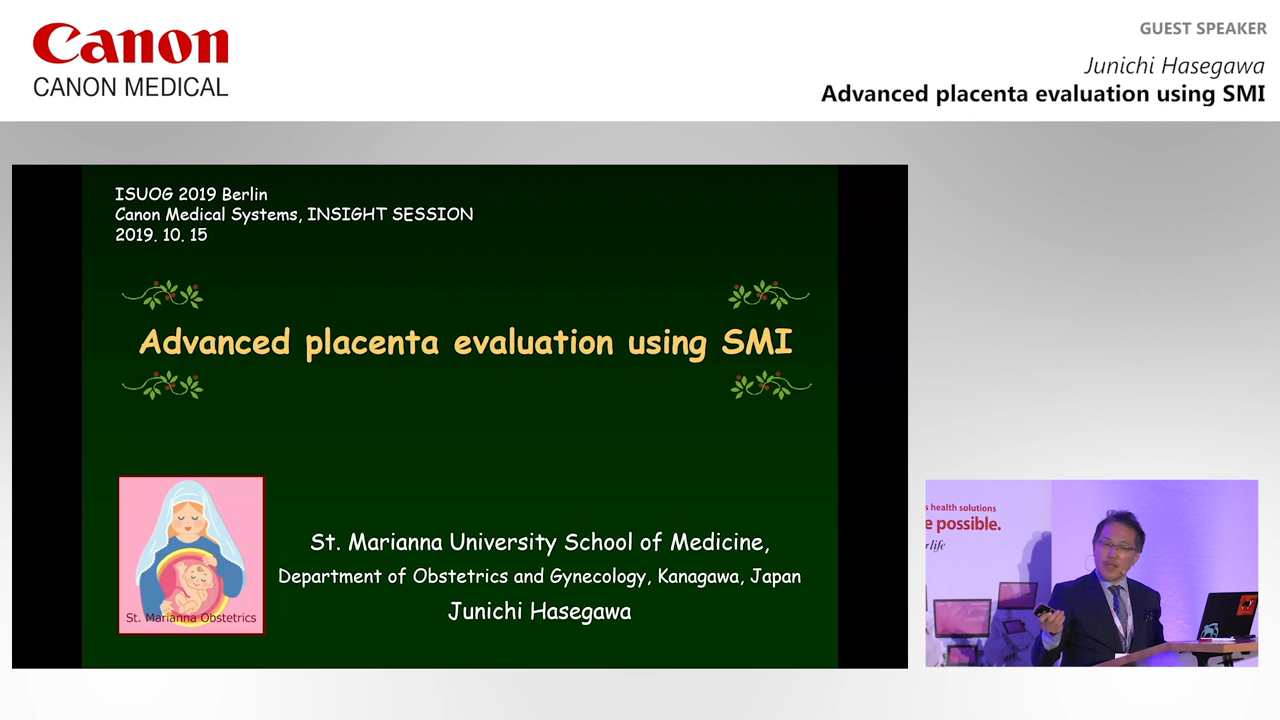 Canon
CANON MEDICAL
GUEST SPEAKER
Junichi Hasegawa
Advanced placenta evaluation using SMI
ISUOG 2019 Berlin
Canon Medical Systems, INSIGHT SESSION
2019. 10. 15
Advanced placenta evaluation using SMI
St. Marianna Obstetrics
St. Marianna University School of Medicine,
Department of Obstetrics and Gynecology, Kanagawa, Japan
Junichi Hasegawa
s health solutions
e possible.
rlife